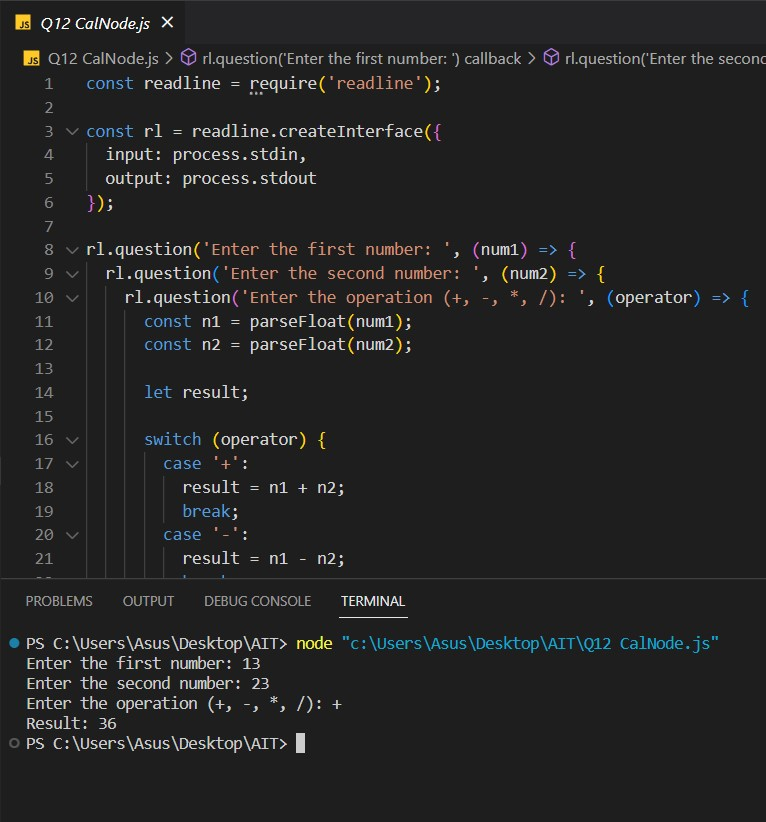 JS Q12 CalNode.js ×
JS Q12 CalNode.js > rl.question('Enter the first number: ') callback > rl.question('Enter the second
1 const readline = require('readline');
2
3 const rl = readline.createInterface({
4 input: process.stdin,
5 output: process.stdout
6 });
7
8 rl.question('Enter the first number: ', (num1) => {
9 rl.question('Enter the second number: ', (num2) => {
10 rl.question('Enter the operation (+, -, *, /): ', (operator) => {
11 const n1 = parseFloat(num1);
12 const n2 = parseFloat(num2);
13
14 let result;
15
16 switch (operator) {
17 case '+':
18 result = n1 + n2;
19 break;
20 case '-':
21 result = n1 - n2;
PROBLEMS OUTPUT DEBUG CONSOLE TERMINAL
PS C:\Users\Asus\Desktop\AIT> node "c:\Users\Asus\Desktop\AIT\Q12 CalNode.js"
Enter the first number: 13
Enter the second number: 23
Enter the operation (+, -, *, /): +
Result: 36
PS C:\Users\Asus\Desktop\AIT>